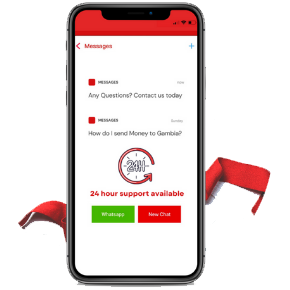 Messages
+
MESSAGES
now
Any Questions? Contact us today
MESSAGES
Sunday
How do I send Money to Gambia?
24H
24 hour support available
Whatsapp
New Chat